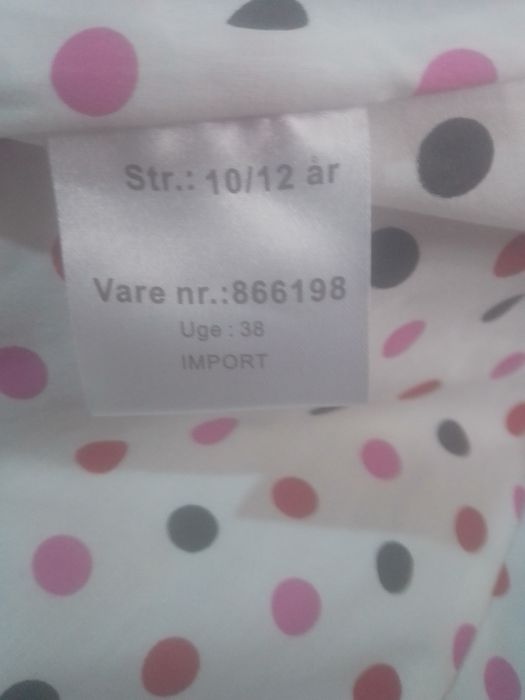 Str.: 10/12 år
Vare nr.:866198
Uge : 38
IMPORT